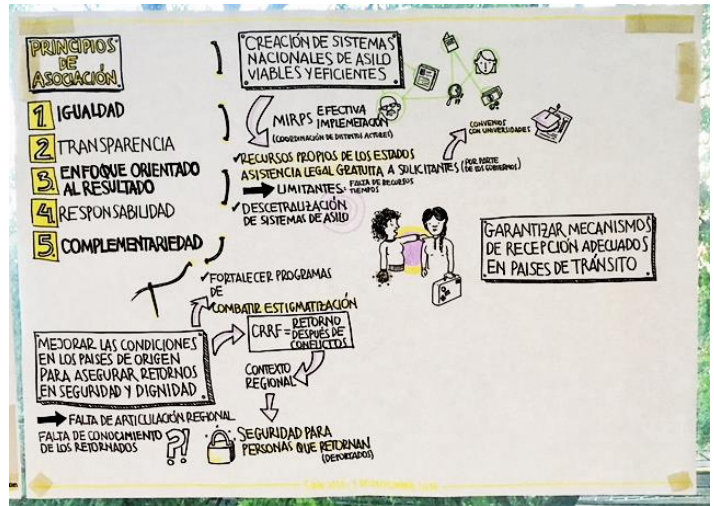 PRINCIPIOS
DE
ASOCIACIÓN
1. IGUALDAD
2 TRANSPARENCIA
3. ENFOQUE ORIENTADO
AL RESULTADO
4 RESPONSABILIDAD
5. COMPLEMENTARIEDAD
CREACIÓN DE SISTEMAS
NACIONALES DE ASILO
VIABLES Y EFICIENTES
MIRPS EFECTIVA
IMPLEMETACIÓN
(COORDINACIÓN DE DISTINTOS ACTORES)
CONVENIOS
CON UNIVERSIDADES
✓RECURSOS PROPIOS DE LOS ESTADOS
ASISTENCIA LEGAL GRATUITA A SOLICITANTES (POR PARTE
DE LOS GOBIERNOS)
LIMITANTES: FALTA DE RECURSOS
TIEMPOS
✓DESCETRALIZACIÓN
DE SISTEMAS DE ASILO
GARANTIZAR MECANISMOS
DE RECEPCIÓN ADECUADOS
EN PAISES DE TRÁNSITO
✓FORTALECER PROGRAMAS
DE
✓COMBATIR ESTIGMATIZACIÓN
MEJORAR LAS CONDICIONES
EN LOS PAISES DE ORIGEN
PARA ASEGURAR RETORNOS
EN SEGURIDAD Y DIGNIDAD
CRRF = RETORNO
DESPUÉS DE
CONFLICTOS
CONTEXTO
REGIONAL
FALTA DE ARTICULACIÓN REGIONAL
FALTA DE CONOCIMIENTO
DE LOS RETORNADOS ?!
SEGURIDAD PARA
PERSONAS QUE RETORNAN
(DEPORTADOS)